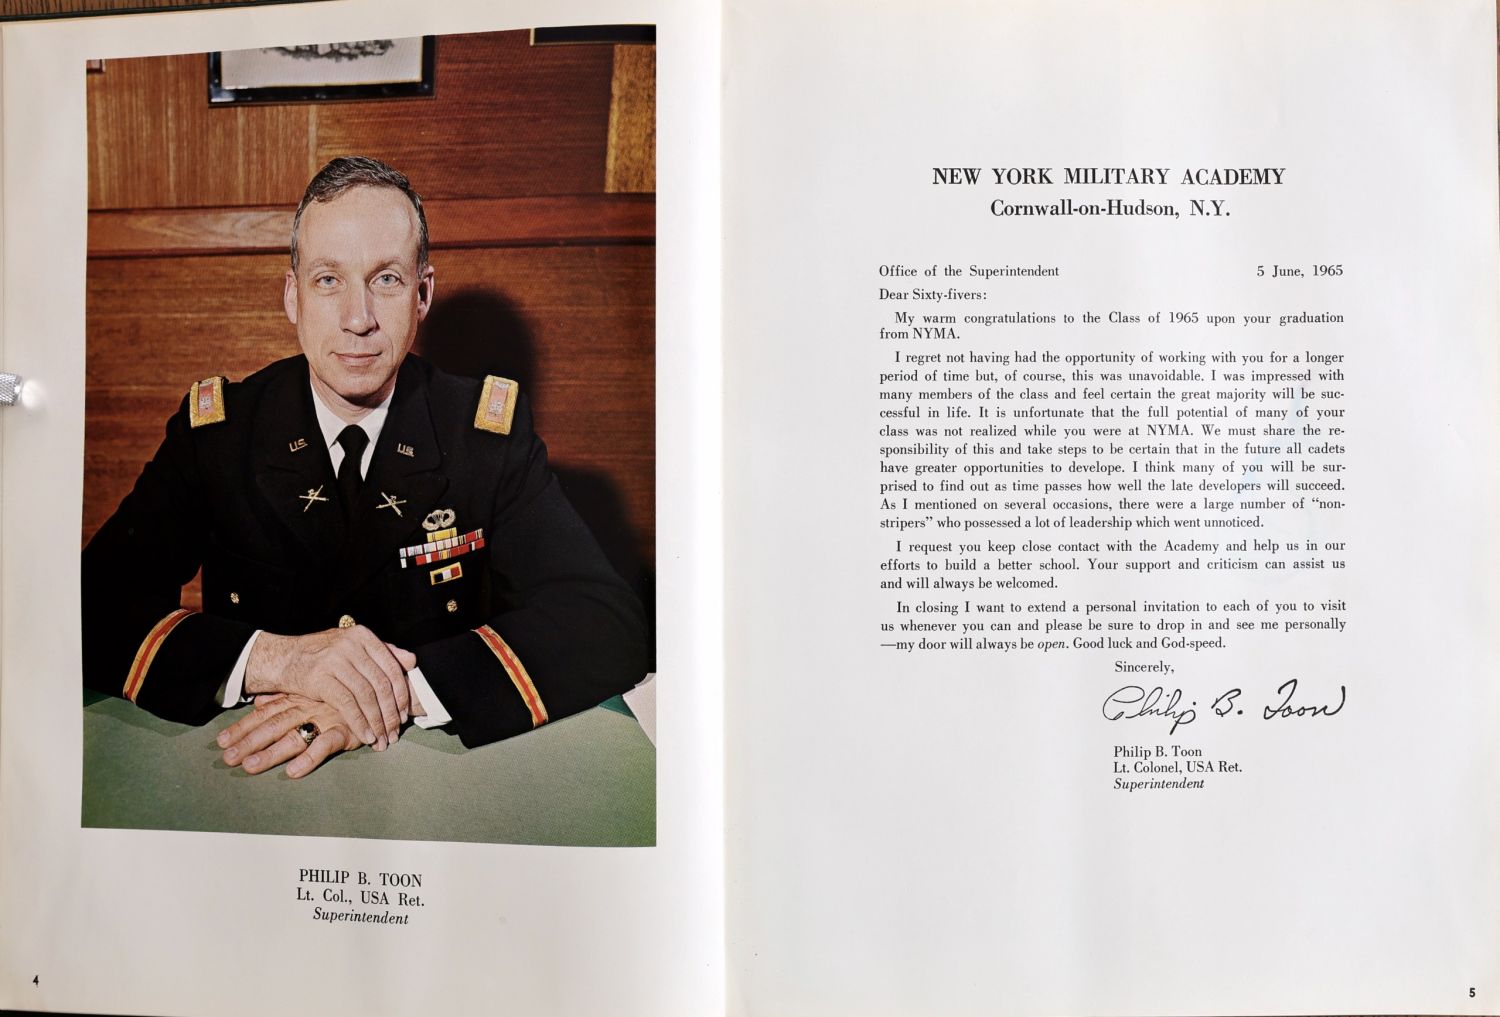 PHILIP B. TOON
Lt. Col., USA Ret.
Superintendent
4
NEW YORK MILITARY ACADEMY
Cornwall-on-Hudson, N.Y.
Office of the Superintendent 5 June, 1965
Dear Sixty-fivers:
My warm congratulations to the Class of 1965 upon your graduation
from NYMA.
I regret not having had the opportunity of working with you for a longer
period of time but, of course, this was unavoidable. I was impressed with
many members of the class and feel certain the great majority will be suc-
cessful in life. It is unfortunate that the full potential of many of your
class was not realized while you were at NYMA. We must share the re-
sponsibility of this and take steps to be certain that in the future all cadets
have greater opportunities to develope. I think many of you will be sur-
prised to find out as time passes how well the late developers will succeed.
As I mentioned on several occasions, there were a large number of “non-
stripers” who possessed a lot of leadership which went unnoticed.
I request you keep close contact with the Academy and help us in our
efforts to build a better school. Your support and criticism can assist us
and will always be welcomed.
In closing I want to extend a personal invitation to each of you to visit
us whenever you can and please be sure to drop in and see me personally
—my door will always be open. Good luck and God-speed.
Sincerely,
Philip B. Toon
Philip B. Toon
Lt. Colonel, USA Ret.
Superintendent
5
U.S.
U.S.